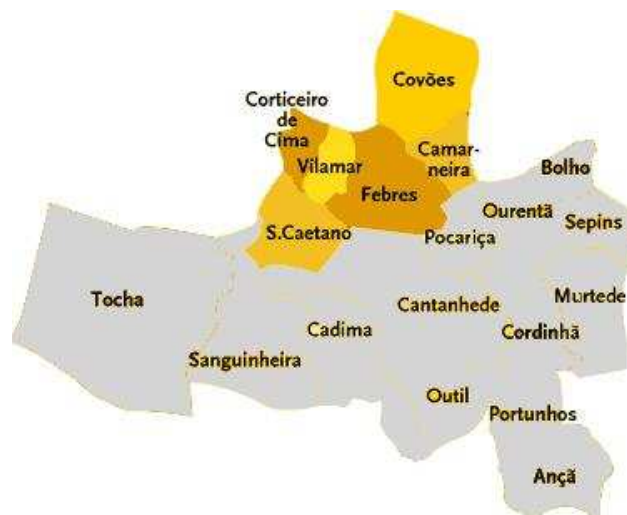 Covões
Corticeiro
de
Cima
Vilamar
Camar-
neira
Febres
Bolho
Ourentã
Sepins
S.Caetano
Pocariça
Tocha
Cantanhede
Murtede
Cadima
Cordinhã
Sanguinheira
Outil
Portunhos
Ançã